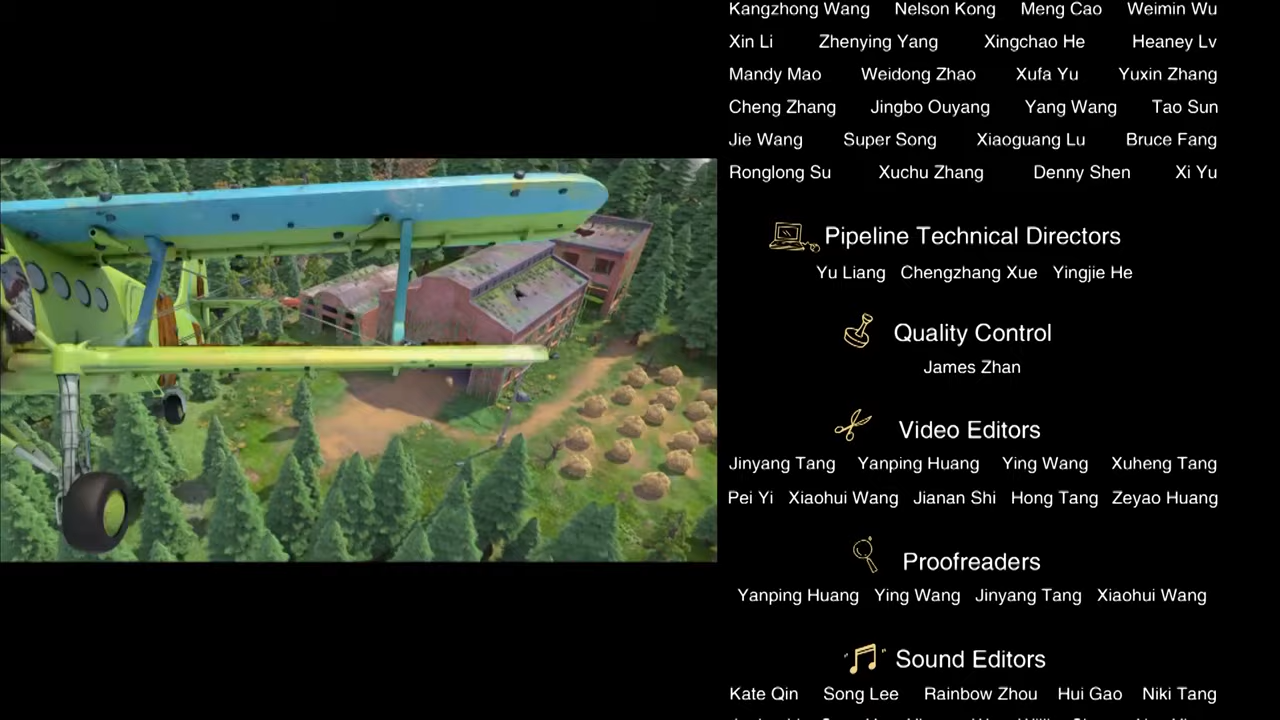 Kangzhong Wang Nelson Kong Meng Cao Weimin Wu
Xin Li Zhenying Yang Xingchao He Heaney Lv
Mandy Mao Weidong Zhao Xufa Yu Yuxin Zhang
Cheng Zhang Jingbo Ouyang Yang Wang Tao Sun
Jie Wang Super Song Xiaoguang Lu Bruce Fang
Ronglong Su Xuchu Zhang Denny Shen Xi Yu
Pipeline Technical Directors
Yu Liang Chengzhang Xue Yingjie He
Quality Control
James Zhan
Video Editors
Jinyang Tang Yanping Huang Ying Wang Xuheng Tang
Pei Yi Xiaohui Wang Jianan Shi Hong Tang Zeyao Huang
Proofreaders
Yanping Huang Ying Wang Jinyang Tang Xiaohui Wang
Sound Editors
Kate Qin Song Lee Rainbow Zhou Hui Gao Niki Tang